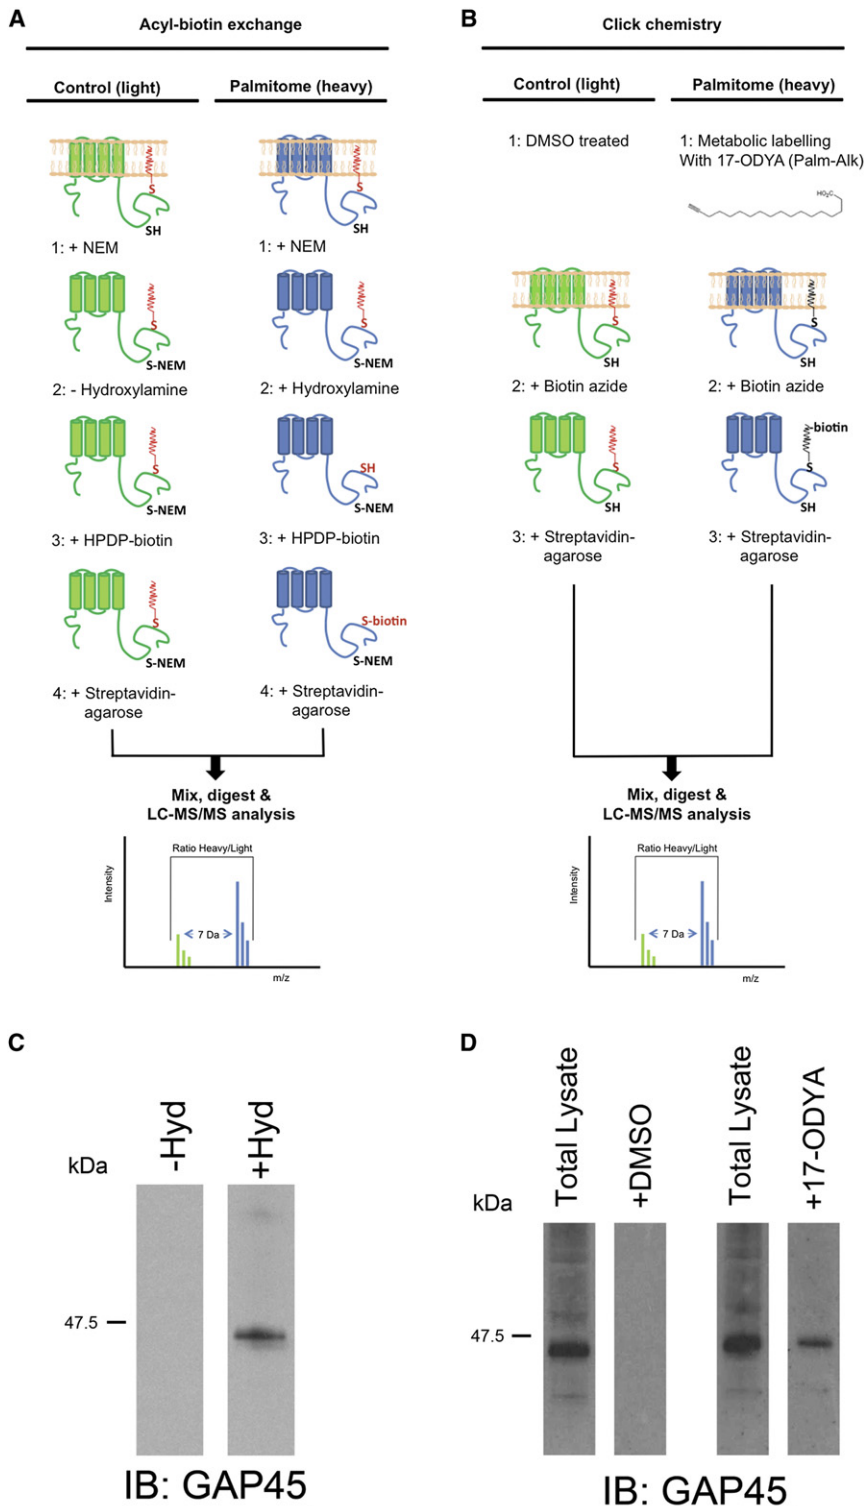 A
Acyl-biotin exchange
Control (light)
Palmitome (heavy)
S
S
SH
SH
1: + NEM
1: + NEM
S
S
S-NEM
S-NEM
2: - Hydroxylamine
2: + Hydroxylamine
S
SH
S-NEM
S-NEM
3: + HPDP-biotin
3: + HPDP-biotin
S
S-biotin
S-NEM
S-NEM
4: + Streptavidin-
agarose
4: + Streptavidin-
agarose
Mix, digest &
LC-MS/MS analysis
Ratio Heavy/Light
Intensity
7 Da
m/z
B
Click chemistry
Control (light)
Palmitome (heavy)
1: DMSO treated
1: Metabolic labelling
With 17-ODYA (Palm-Alk)
HO₂C
S
S
SH
SH
2: + Biotin azide
2: + Biotin azide
-biotin
S
S
SH
SH
3: + Streptavidin-
agarose
3: + Streptavidin-
agarose
Mix, digest &
LC-MS/MS analysis
Ratio Heavy/Light
Intensity
7 Da
m/z
C
kDa
-Hyd
+Hyd
47.5
IB: GAP45
D
kDa
Total Lysate
+DMSO
Total Lysate
+17-ODYA
47.5
IB: GAP45